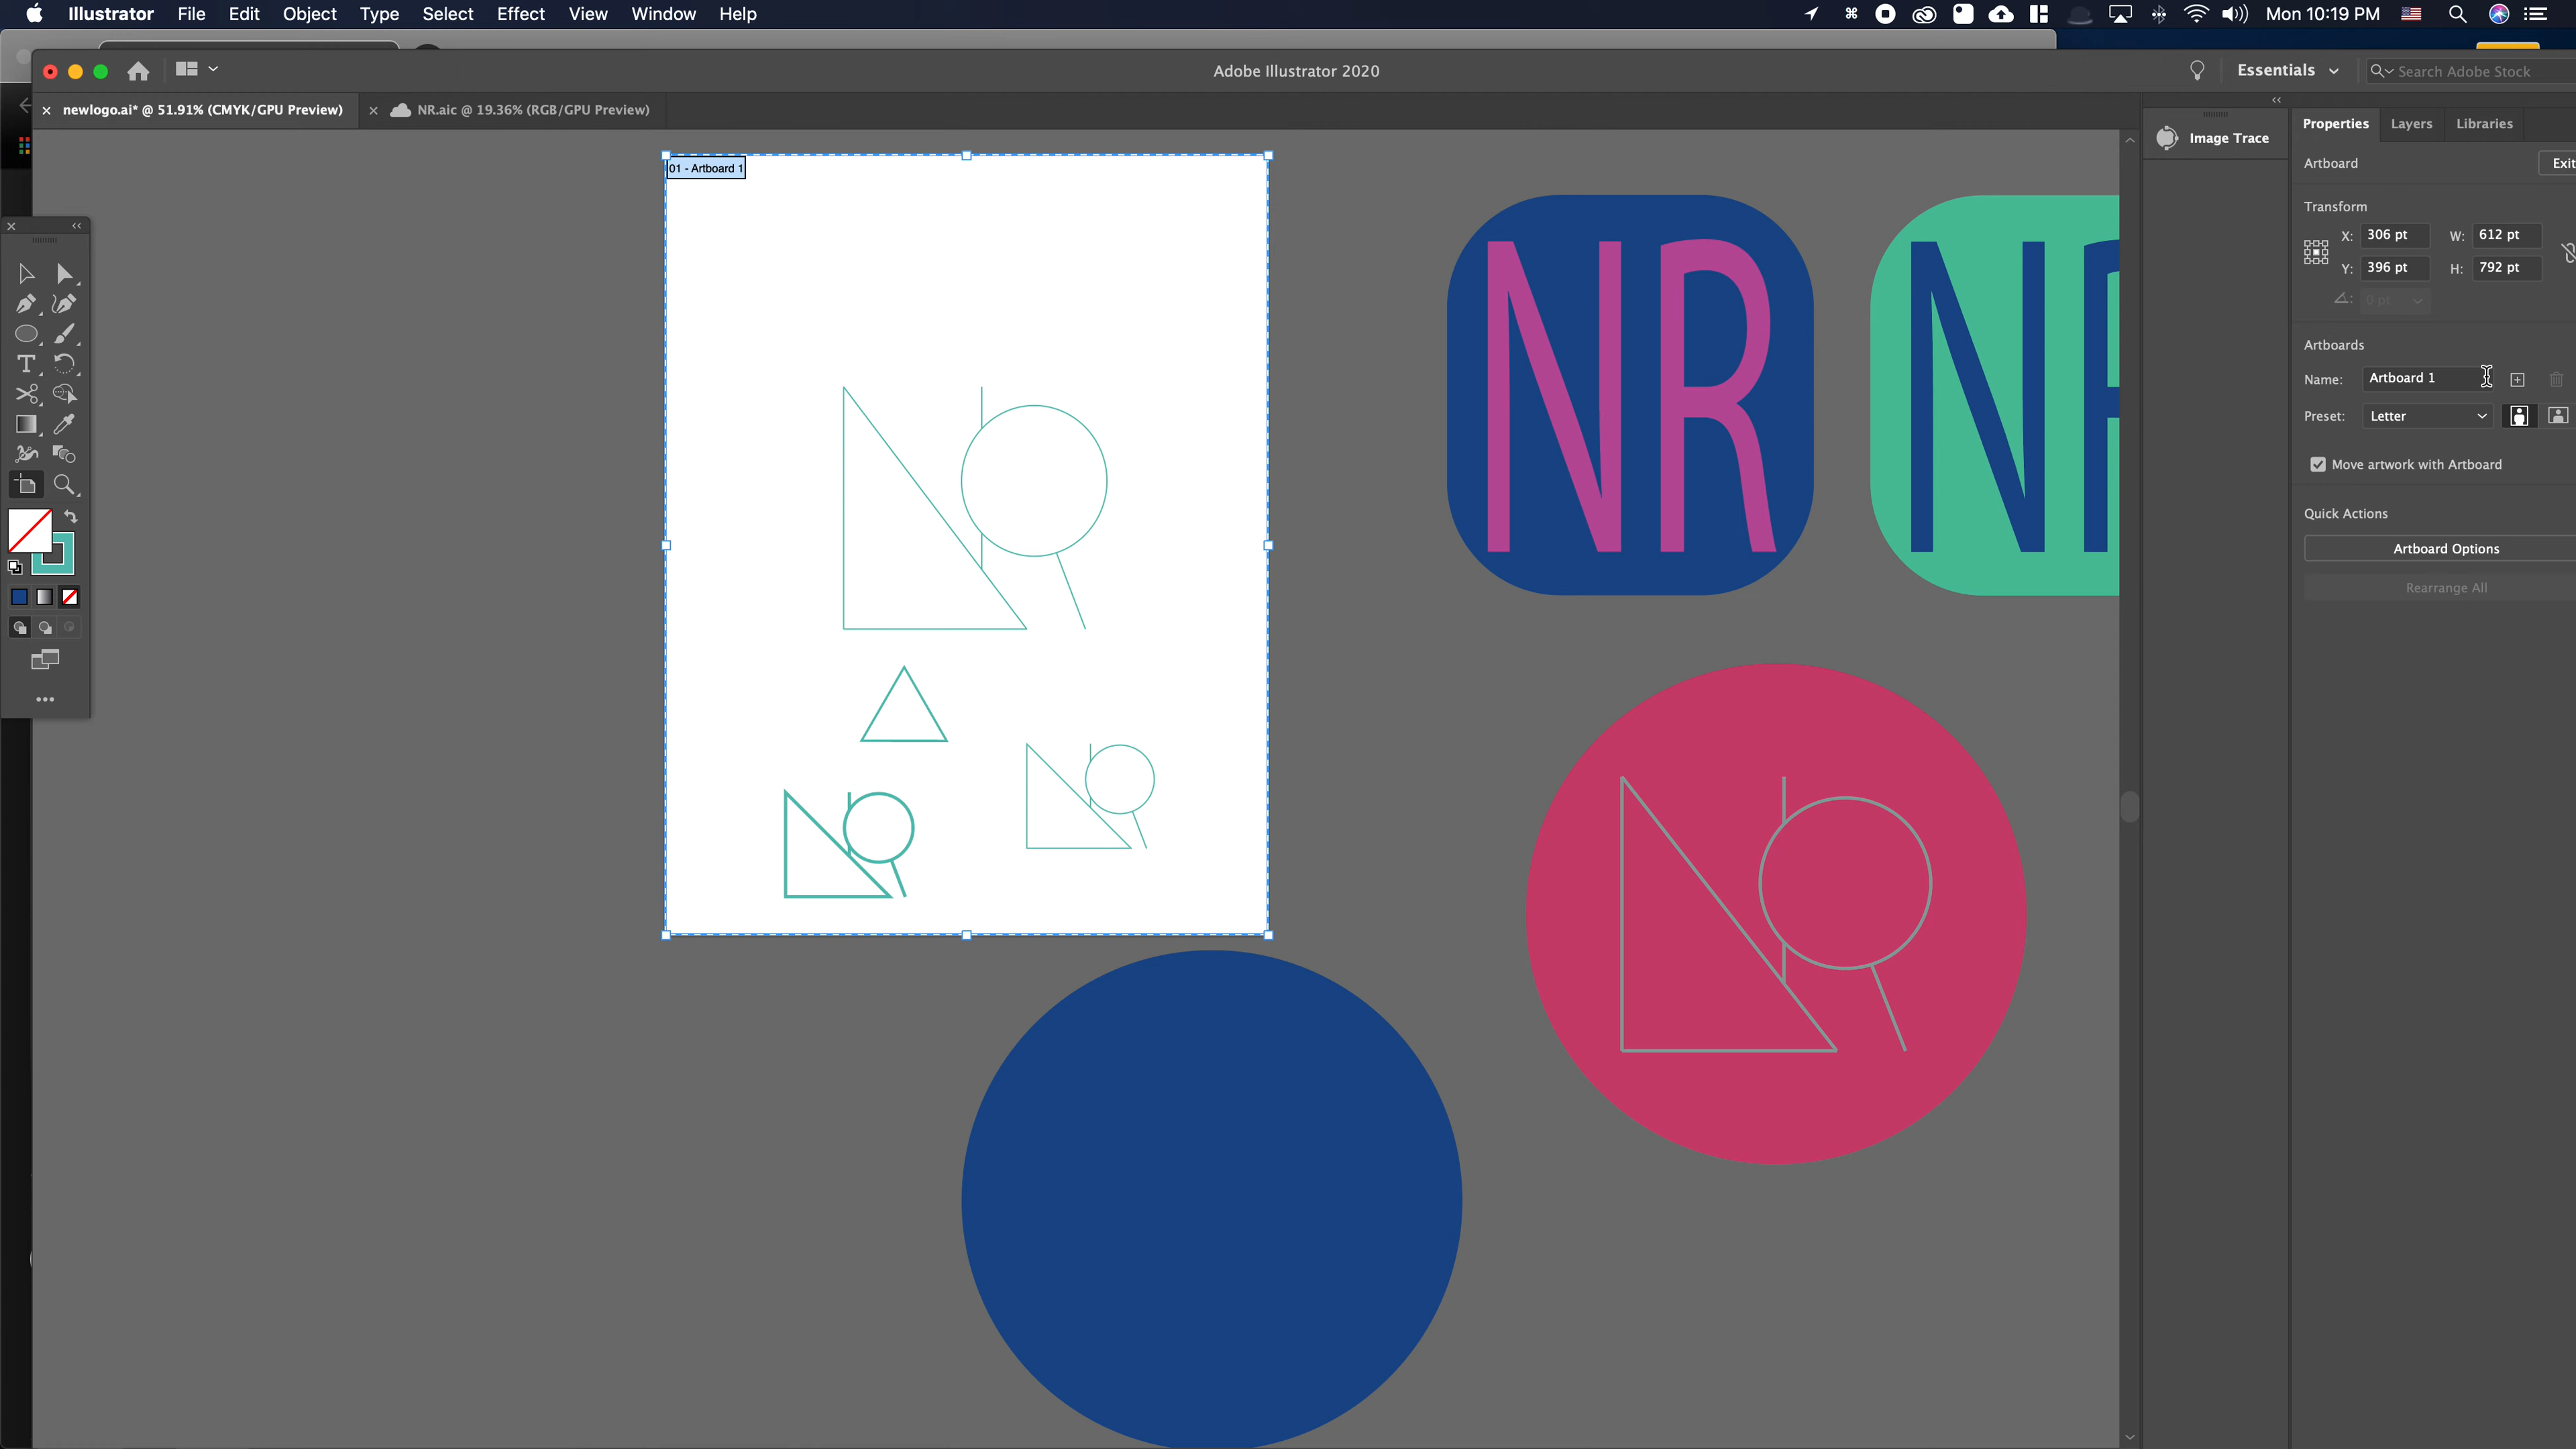 Illustrator File Edit Object Type Select Effect View Window Help Mon 10:19 PM
Adobe Illustrator 2020 Essentials Search Adobe Stock
newlogo.ai* @ 51.91% (CMYK/GPU Preview) NR.aic @ 19.36% (RGB/GPU Preview)
Image Trace
Properties Layers Libraries
Artboard Exit
01 - Artboard 1
Transform
X: 306 pt W: 612 pt
Y: 396 pt H: 792 pt
0 pt
Artboards
Name: Artboard 1
Preset: Letter
Move artwork with Artboard
Quick Actions
Artboard Options
Rearrange All
NR
NR